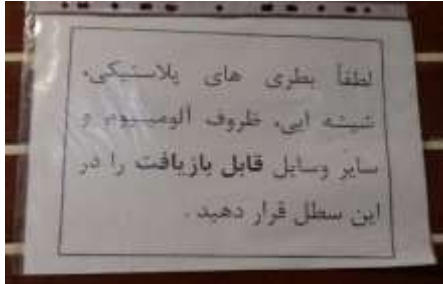 لطفاً بطری های پلاستیکی،
شیشه ایی، ظروف آلومینیوم و
سایر وسایل قابل بازیافت را در
این سطل قرار دهید .